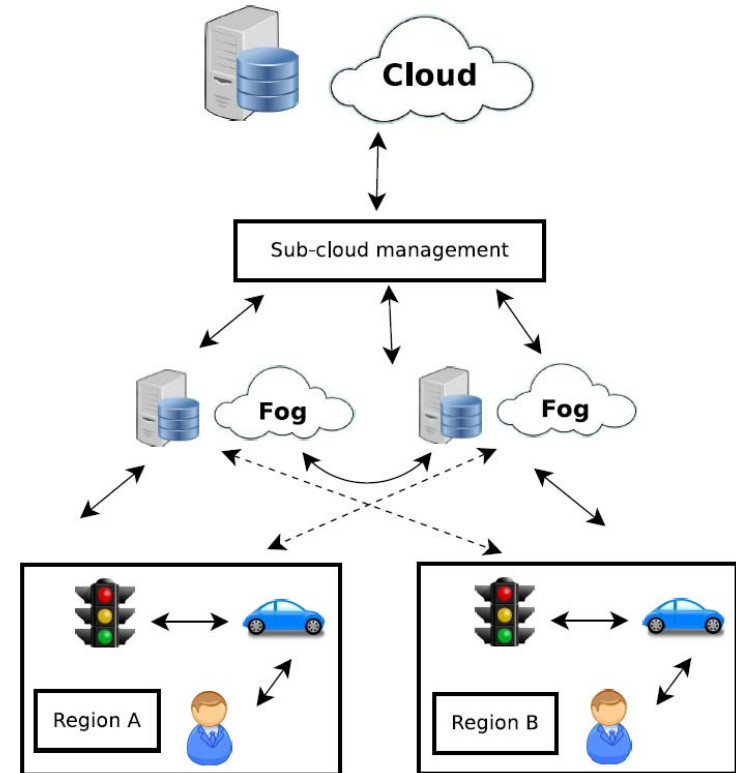 Cloud
Sub-cloud management
Fog
Fog
Region A
Region B